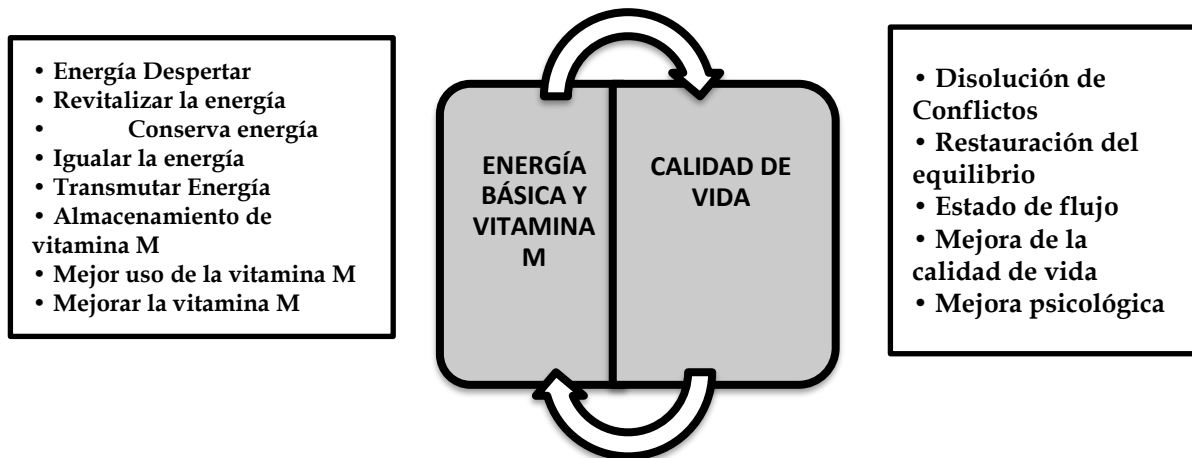 • Energía Despertar
• Revitalizar la energía
• Conserva energía
• Igualar la energía
• Transmutar Energía
• Almacenamiento de
vitamina M
• Mejor uso de la vitamina M
• Mejorar la vitamina M
ENERGÍA
BÁSICA Y
VITAMINA
M
CALIDAD DE
VIDA
• Disolución de
Conflictos
• Restauración del
equilibrio
• Estado de flujo
• Mejora de la
calidad de vida
• Mejora psicológica